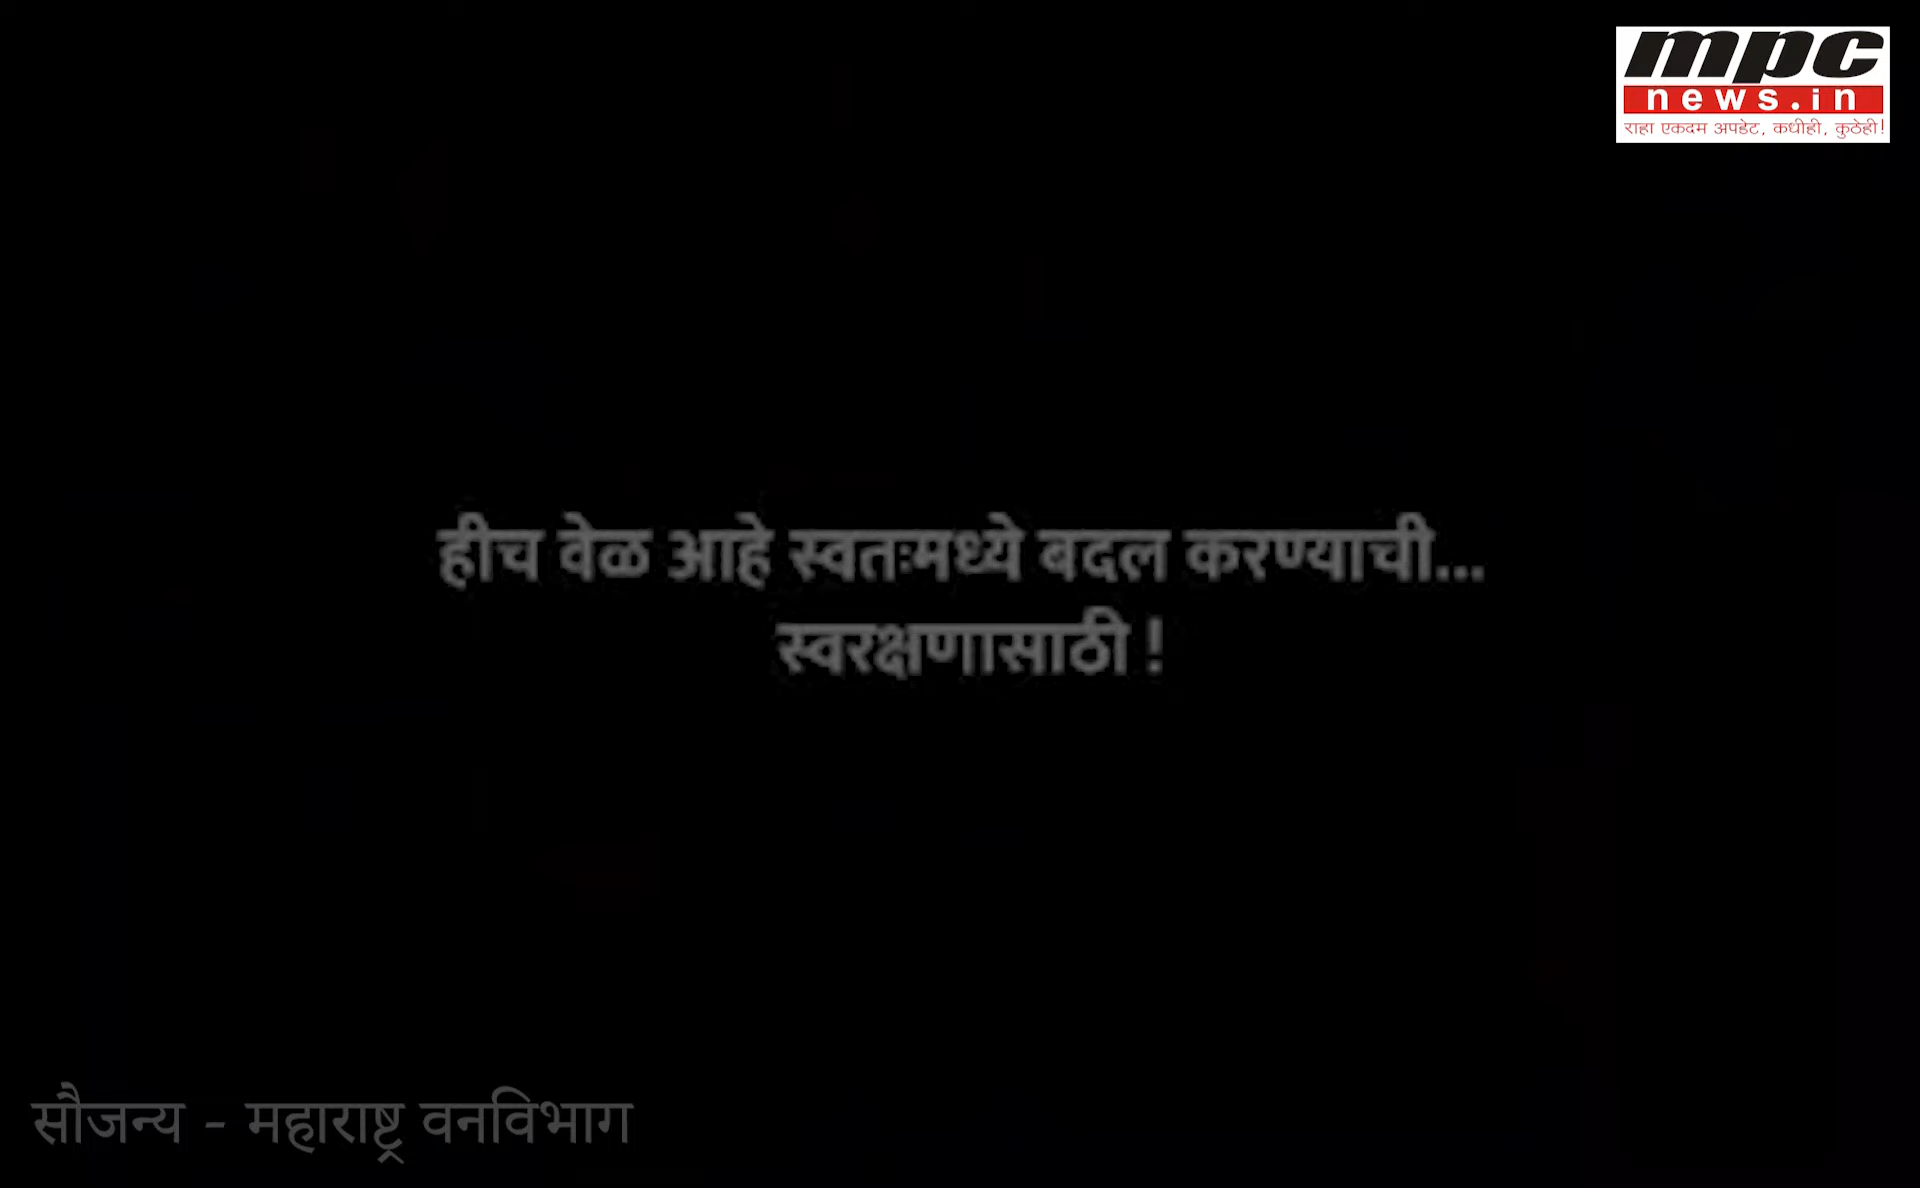 mpc
news.in
राहा एकदम अपडेट, कधीही, कुठेही!
हीच वेळ आहे स्वतःमध्ये बदल करण्याची...
स्वरक्षणासाठी !
सौजन्य - महाराष्ट्र वनविभाग